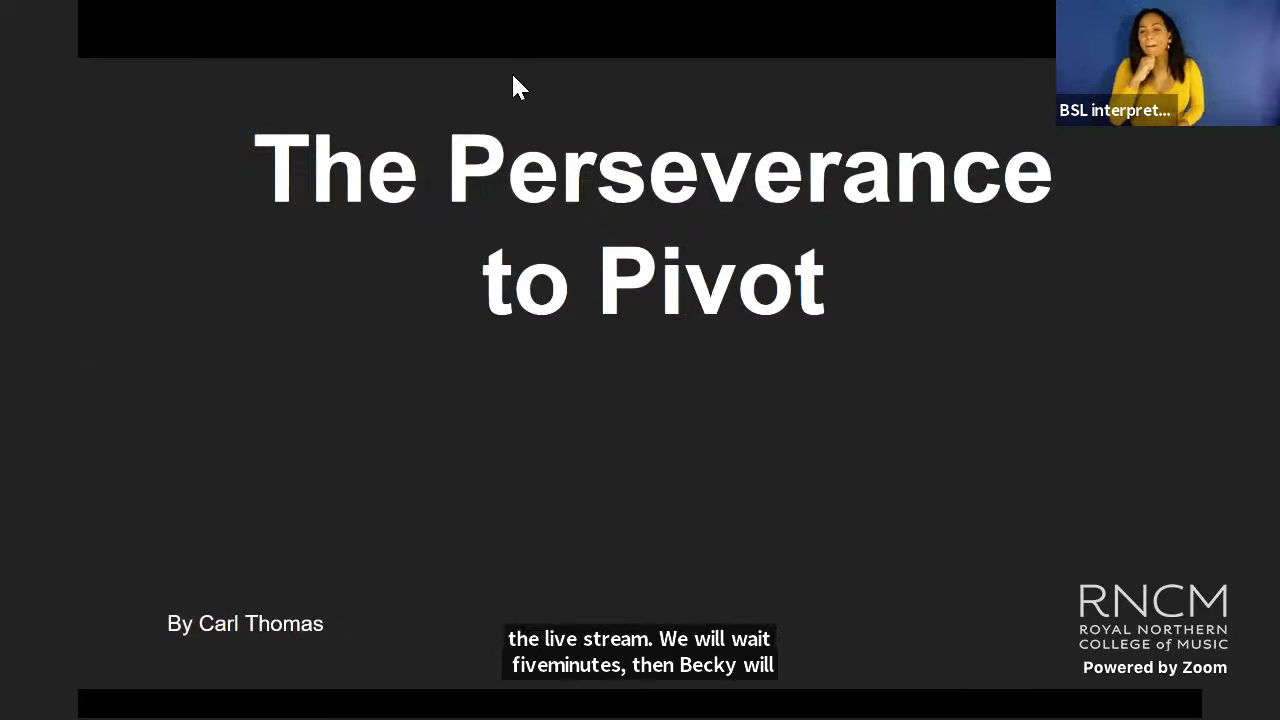 BSL interpret...
The Perseverance
to Pivot
By Carl Thomas
the live stream. We will wait
fiveminutes, then Becky will
RNCM
ROYAL NORTHERN
COLLEGE of MUSIC
Powered by Zoom